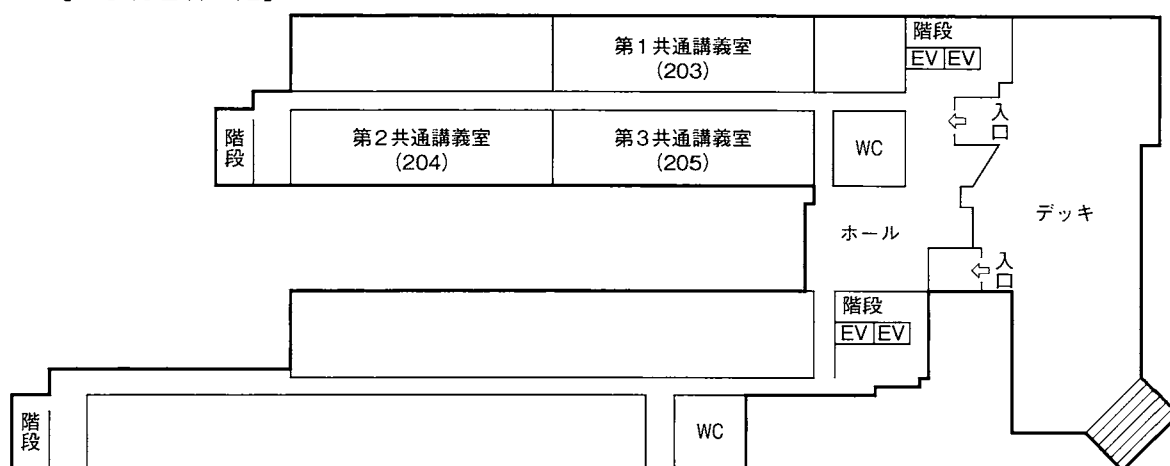 階段
EV EV
第1共通講義室
(203)
入口
階段
第2共通講義室
(204)
第3共通講義室
(205)
WC
デッキ
ホール
入口
階段
EV EV
階段
WC